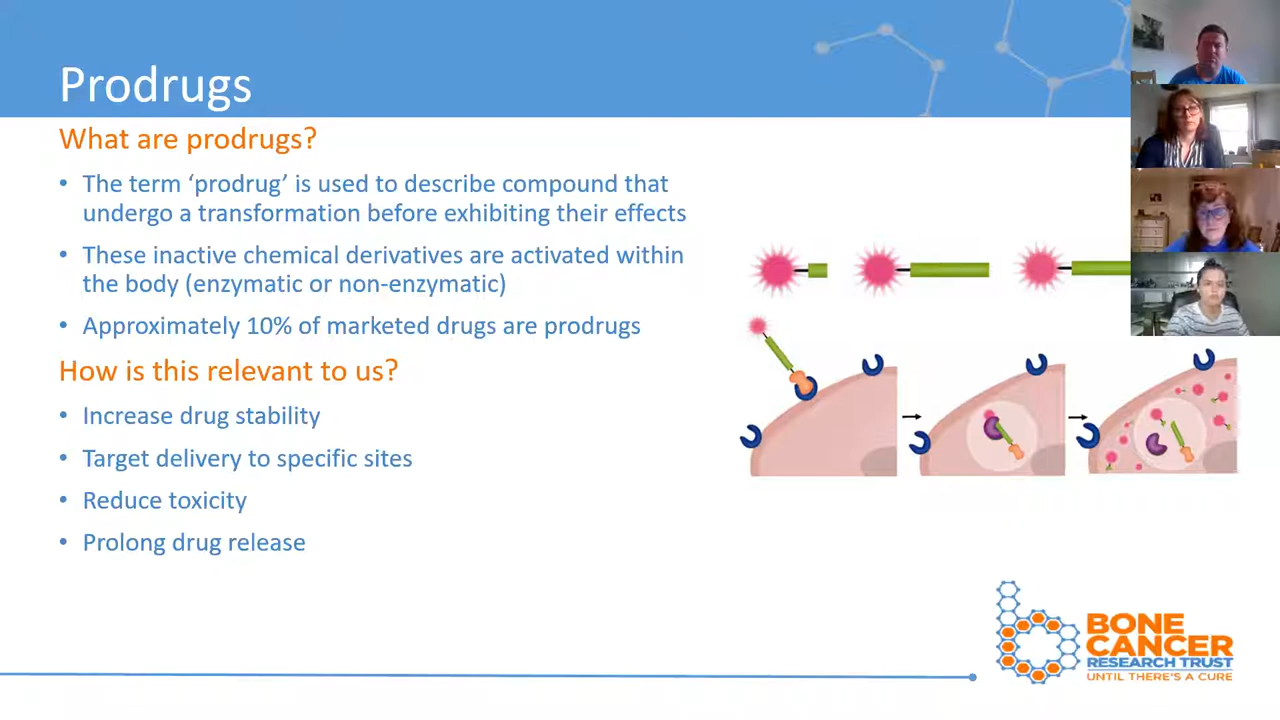 Prodrugs
What are prodrugs?
• The term ‘prodrug’ is used to describe compound that
undergo a transformation before exhibiting their effects
• These inactive chemical derivatives are activated within
the body (enzymatic or non-enzymatic)
• Approximately 10% of marketed drugs are prodrugs
How is this relevant to us?
• Increase drug stability
• Target delivery to specific sites
• Reduce toxicity
• Prolong drug release
BONE
CANCER
RESEARCH TRUST
UNTIL THERE'S A CURE